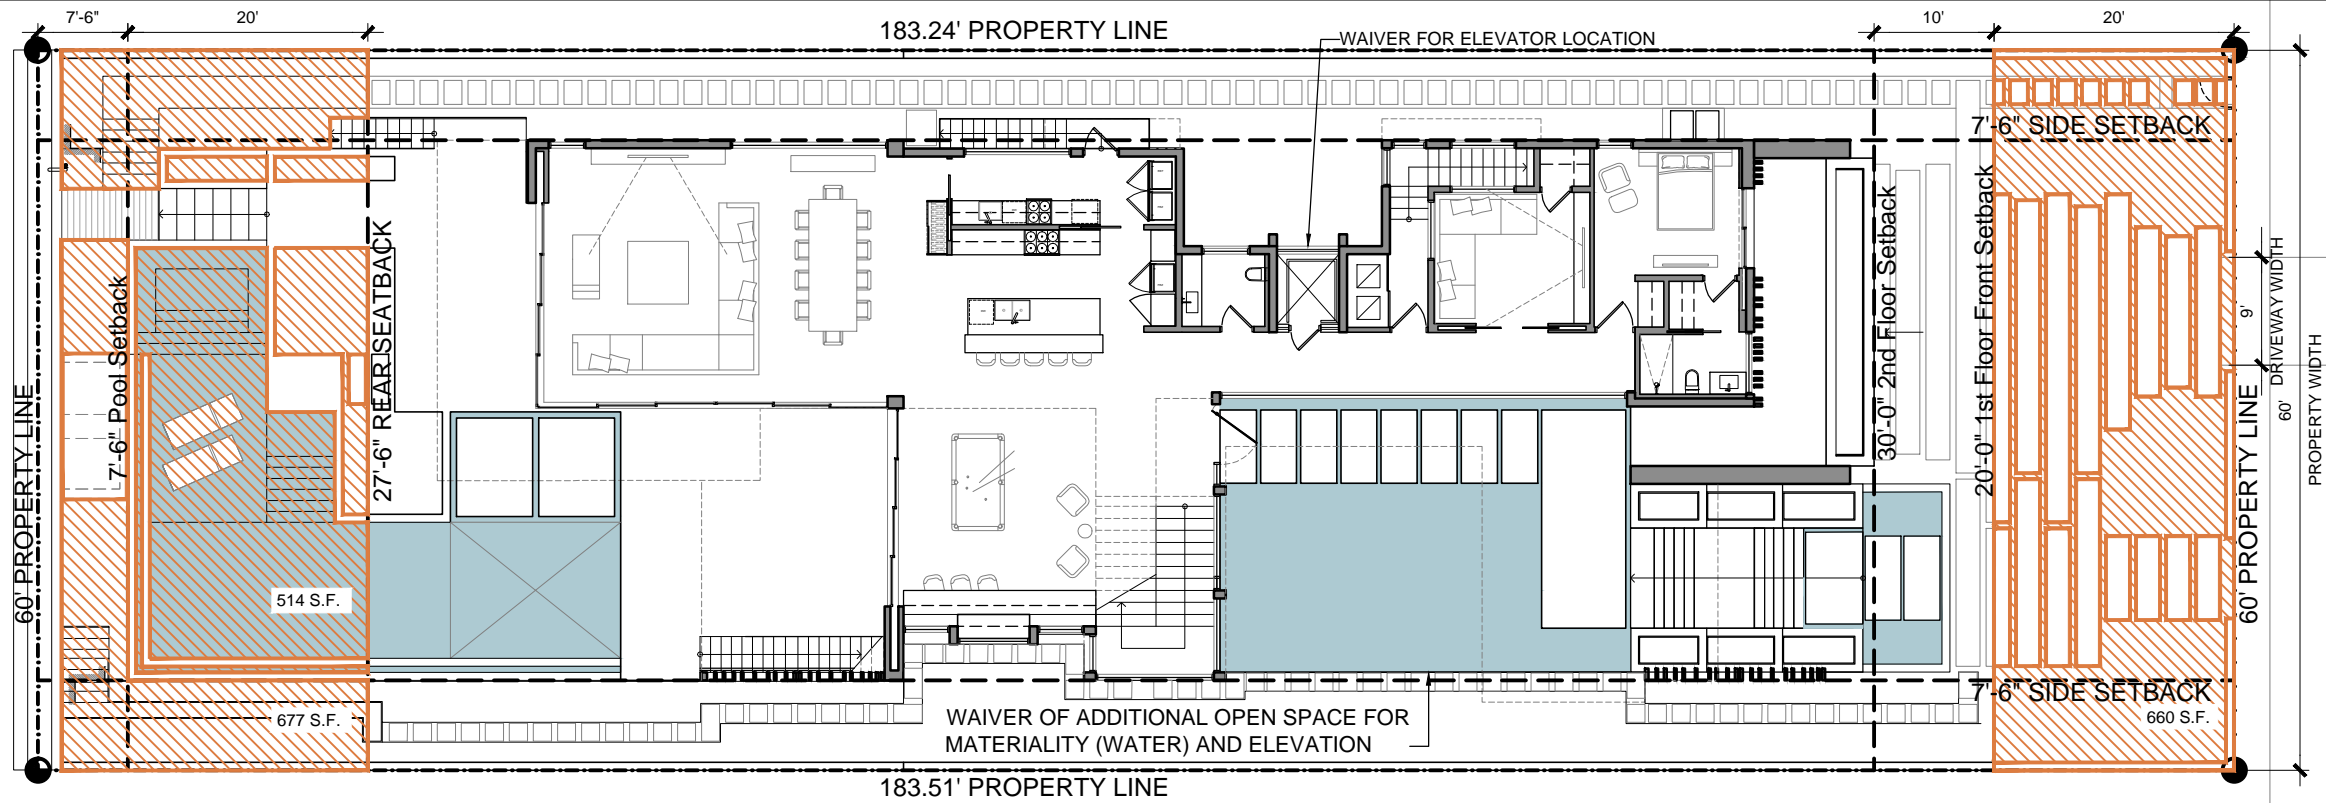 7'-6"
20'
183.24' PROPERTY LINE
WAIVER FOR ELEVATOR LOCATION
10'
20'
7'-6" SIDE SETBACK
60' PROPERTY LINE
7'-6" Pool Setback
27'-6" REAR SEATBACK
30'-0" 2nd Floor Setback
20'-0" 1st Floor Front Setback
60' PROPERTY LINE
9'
DRIVEWAY WIDTH
60'
PROPERTY WIDTH
514 S.F.
677 S.F.
WAIVER OF ADDITIONAL OPEN SPACE FOR
MATERIALITY (WATER) AND ELEVATION
7'-6" SIDE SETBACK
660 S.F.
183.51' PROPERTY LINE